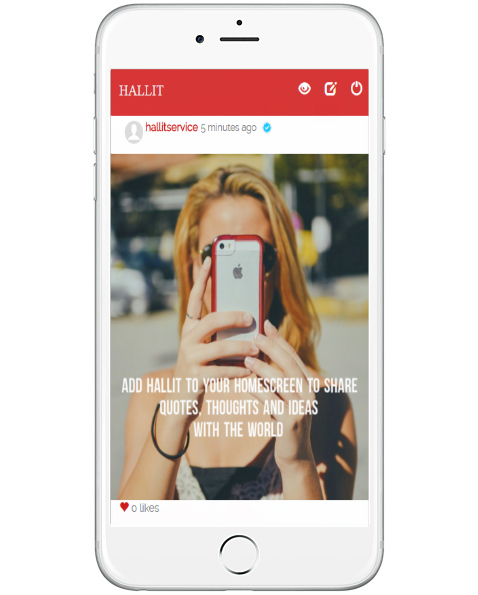 HALLIT
hallitservice 5 minutes ago
ADD HALLIT TO YOUR HOMESCREEN TO SHARE
QUOTES, THOUGHTS AND IDEAS
WITH THE WORLD
0 likes